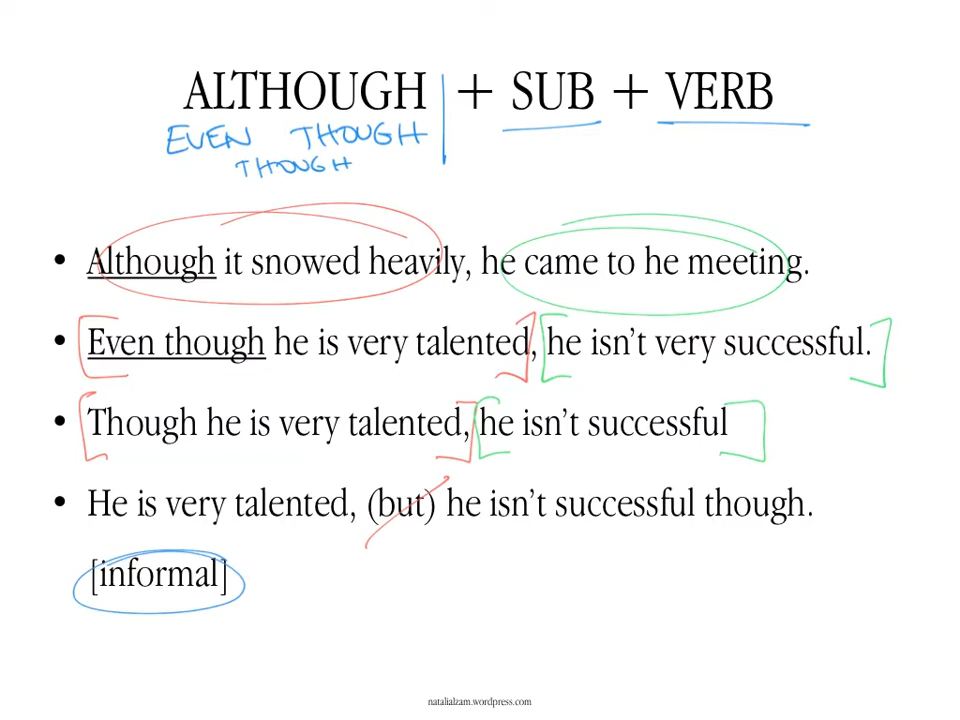 ALTHOUGH + SUB + VERB
EVEN THOUGH
THOUGH
• Although it snowed heavily, he came to he meeting.
• Even though he is very talented, he isn't very successful.
• Though he is very talented, he isn't successful
• He is very talented, (but) he isn't successful though.
[informal]
natalialzam.wordpress.com